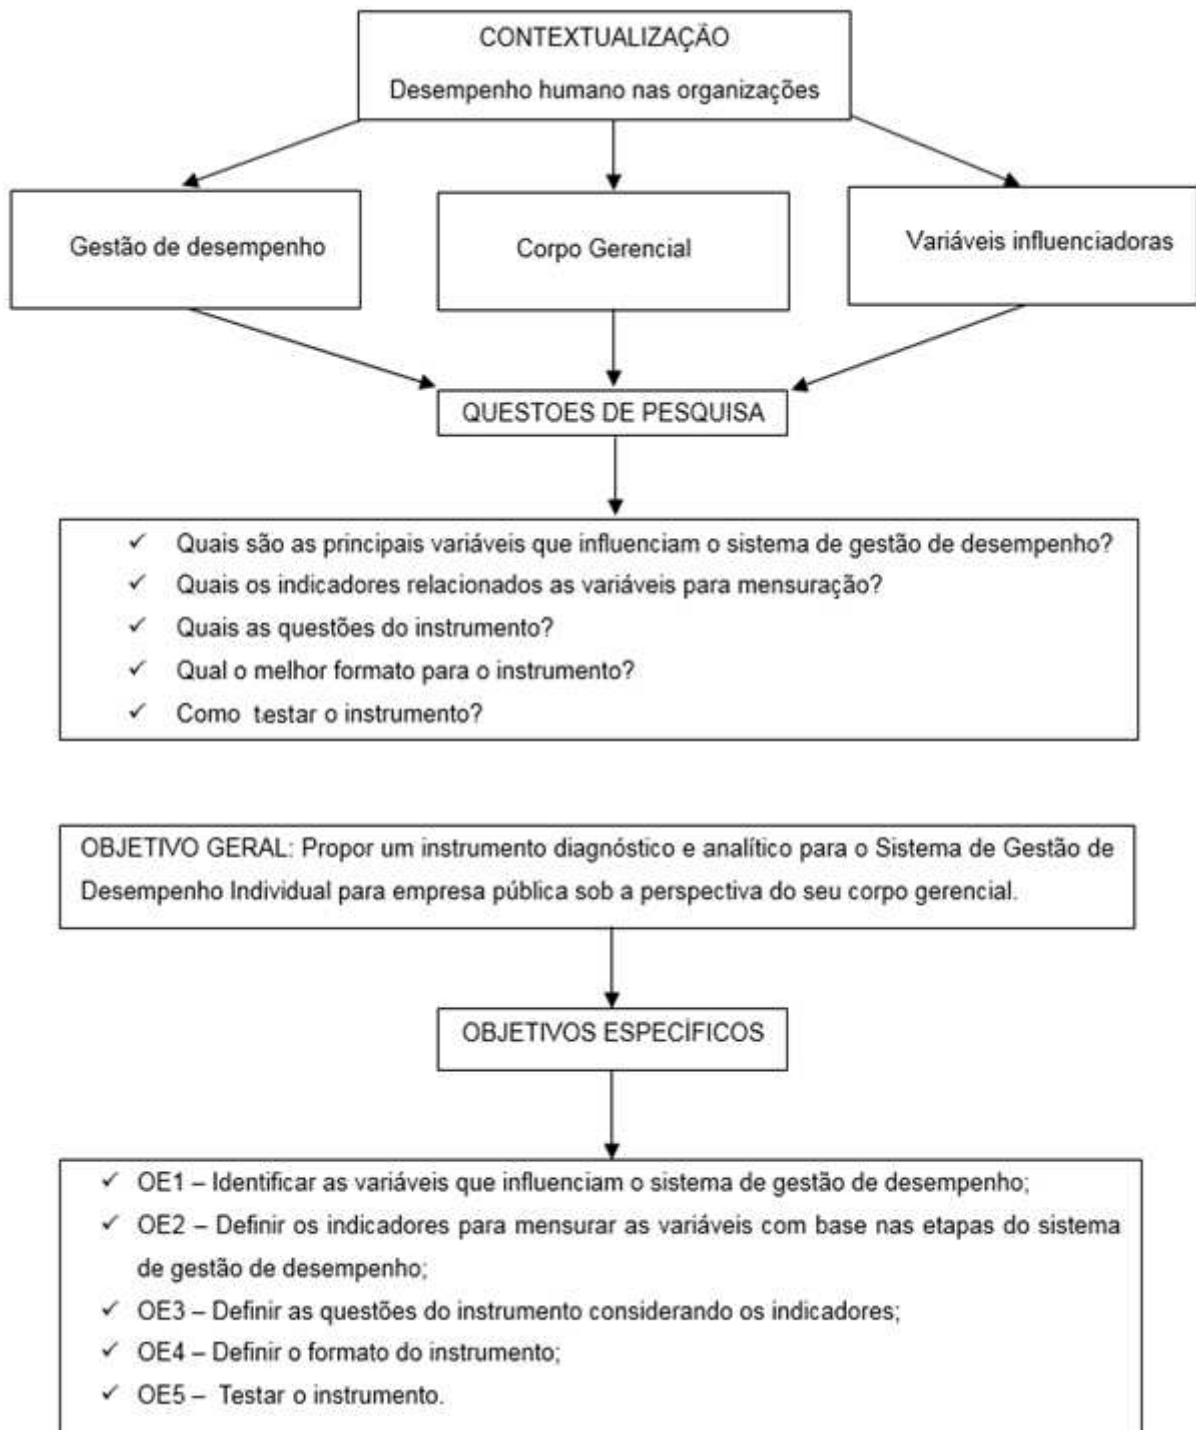 CONTEXTUALIZAÇÃO
Desempenho humano nas organizações
Gestão de desempenho
Corpo Gerencial
Variáveis influenciadoras
QUESTOES DE PESQUISA
✓ Quais são as principais variáveis que influenciam o sistema de gestão de desempenho?
✓ Quais os indicadores relacionados as variáveis para mensuração?
✓ Quais as questões do instrumento?
✓ Qual o melhor formato para o instrumento?
✓ Como testar o instrumento?
OBJETIVO GERAL: Propor um instrumento diagnóstico e analítico para o Sistema de Gestão de
Desempenho Individual para empresa pública sob a perspectiva do seu corpo gerencial.
OBJETIVOS ESPECÍFICOS
✓ OE1 – Identificar as variáveis que influenciam o sistema de gestão de desempenho;
✓ OE2 – Definir os indicadores para mensurar as variáveis com base nas etapas do sistema
de gestão de desempenho;
✓ OE3 – Definir as questões do instrumento considerando os indicadores;
✓ OE4 – Definir o formato do instrumento;
✓ OE5 – Testar o instrumento.